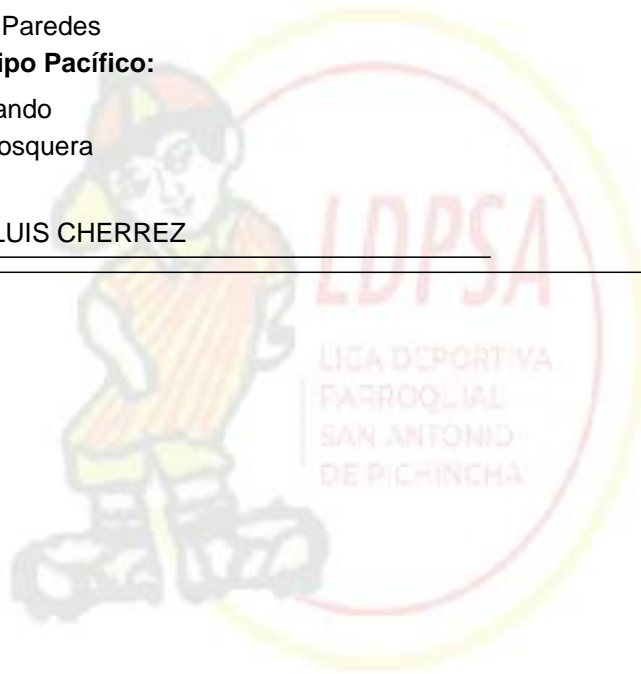 Paredes
ipo Pacífico:
ando
osquera
LUIS CHERREZ
LDPSA
LIGA DEPORTIVA
PARROQUIAL
SAN ANTONIO
DE PICHINCHA